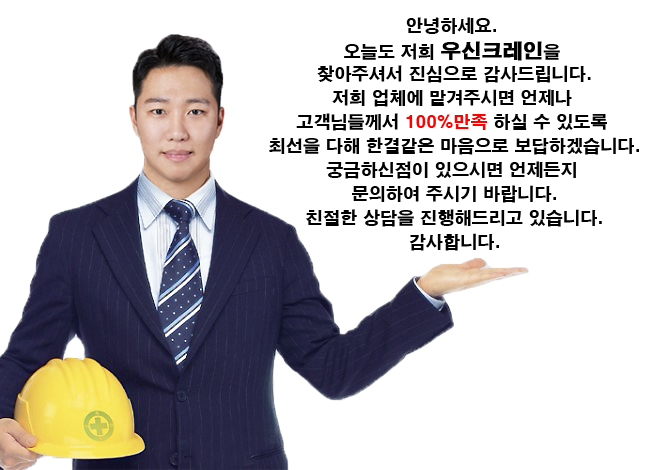 안녕하세요.
오늘도 저희 우신크레인을
찾아주셔서 진심으로 감사드립니다.
저희 업체에 맡겨주시면 언제나
고객님들께서 100%만족 하실 수 있도록
최선을 다해 한결같은 마음으로 보답하겠습니다.
궁금하신점이 있으시면 언제든지
문의하여 주시기 바랍니다.
친절한 상담을 진행해드리고 있습니다.
감사합니다.